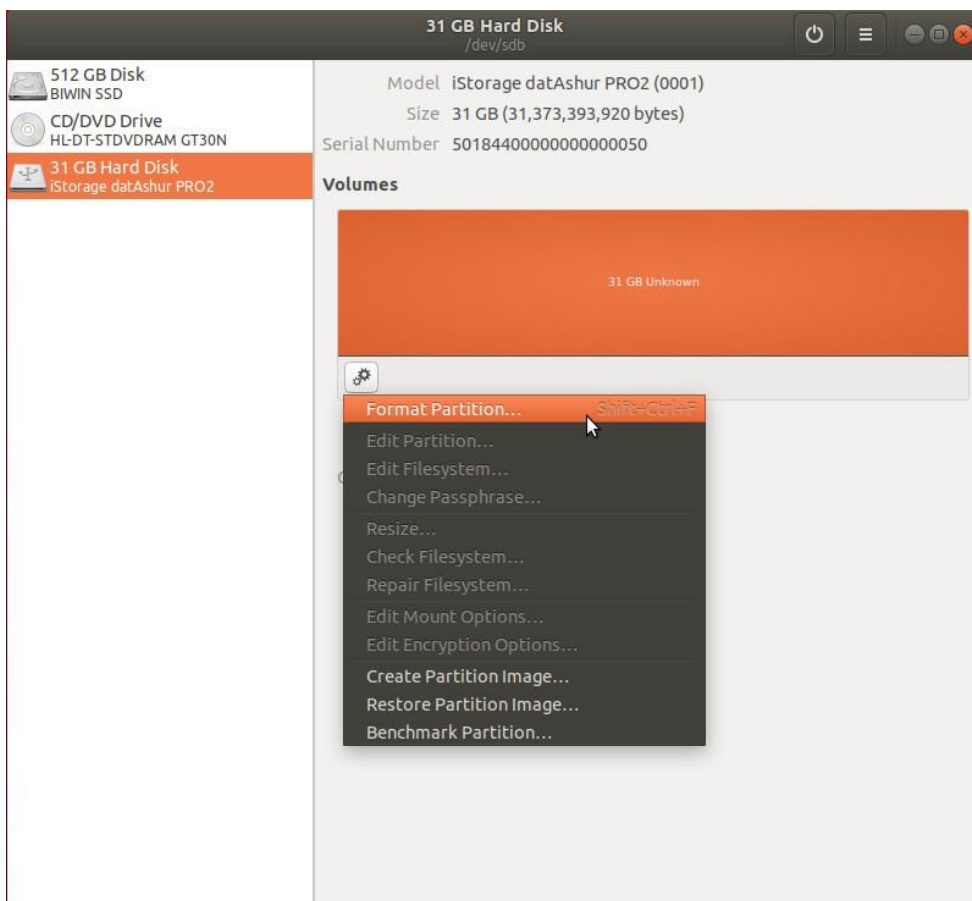 31 GB Hard Disk
/dev/sdb
512 GB Disk
BIWIN SSD
CD/DVD Drive
HL-DT-STDVDRAM GT30N
31 GB Hard Disk
iStorage datAshur PRO2
Model iStorage datAshur PRO2 (0001)
Size 31 GB (31,373,393,920 bytes)
Serial Number 50184400000000000050
Volumes
31 GB Unknown
Format Partition... Shift+Ctrl+F
Edit Partition...
Edit Filesystem...
Change Passphrase...
Resize...
Check Filesystem...
Repair Filesystem...
Edit Mount Options...
Edit Encryption Options...
Create Partition Image...
Restore Partition Image...
Benchmark Partition...